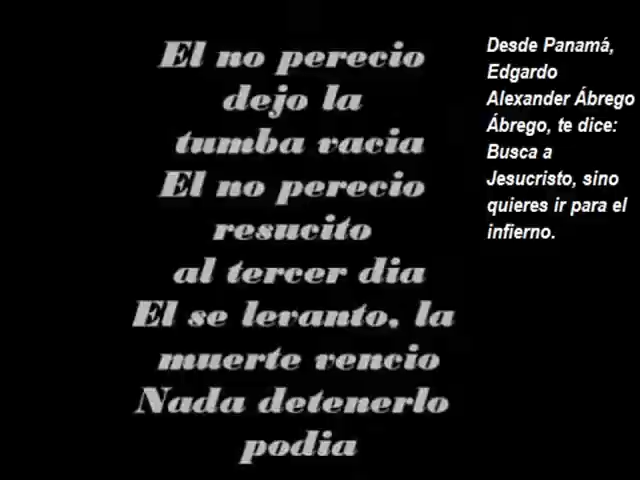 El no perecio
dejo la
tumba vacia
El no perecio
resucito
al tercer dia
El se levanto, la
muerte vencio
Nada detenerlo
podia
Desde Panamá,
Edgardo
Alexander Ábrego
Ábrego, te dice:
Busca a
Jesucristo, sino
quieres ir para el
infierno.